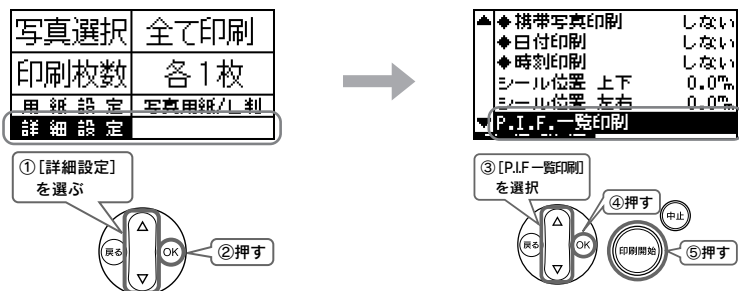 写真選択 全て印刷
印刷枚数 各1枚
用紙設定 写真用紙/L判
詳細設定
①[詳細設定]
を選ぶ
戻る
OK
②押す
◆携帯写真印刷 しない
◆日付印刷 しない
◆時刻印刷 しない
シール位置 上下 0.0㎜
シール位置 左右 0.0㎜
P.I.F.一覧印刷
③[P.I.F一覧印刷]
を選択
④押す
中止
戻る
OK
印刷開始
⑤押す